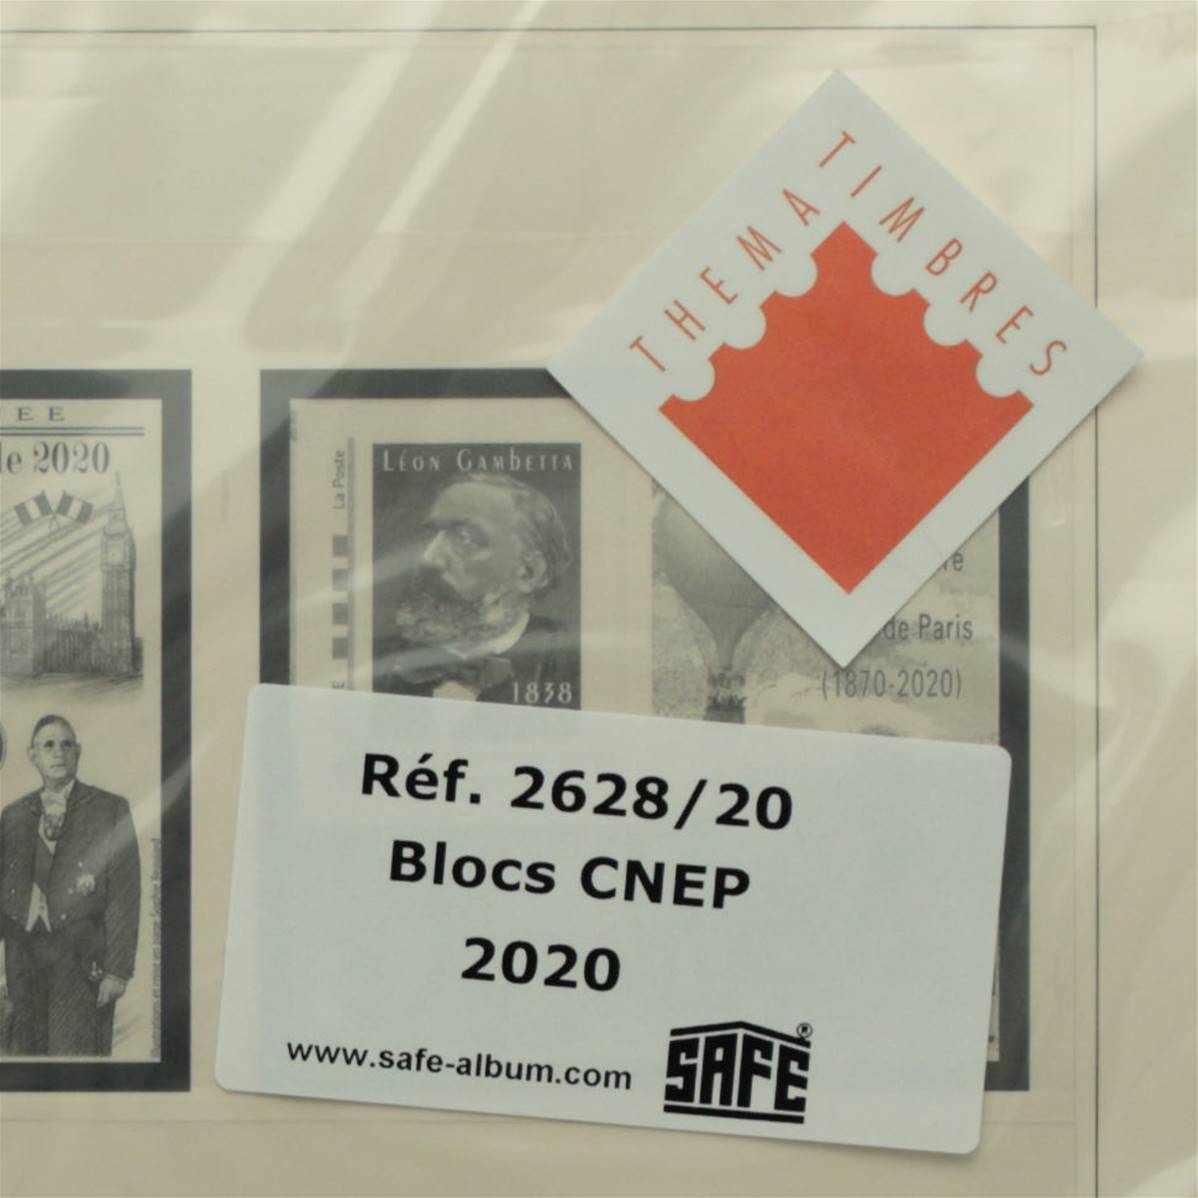 THEMA TIMBRES
EE
le 2020
La Poste
LÉON GAMBETTA
1838
de Paris
(1870-2020)
Réf. 2628/20
Blocs CNEP
2020
www.safe-album.com
SAFE®